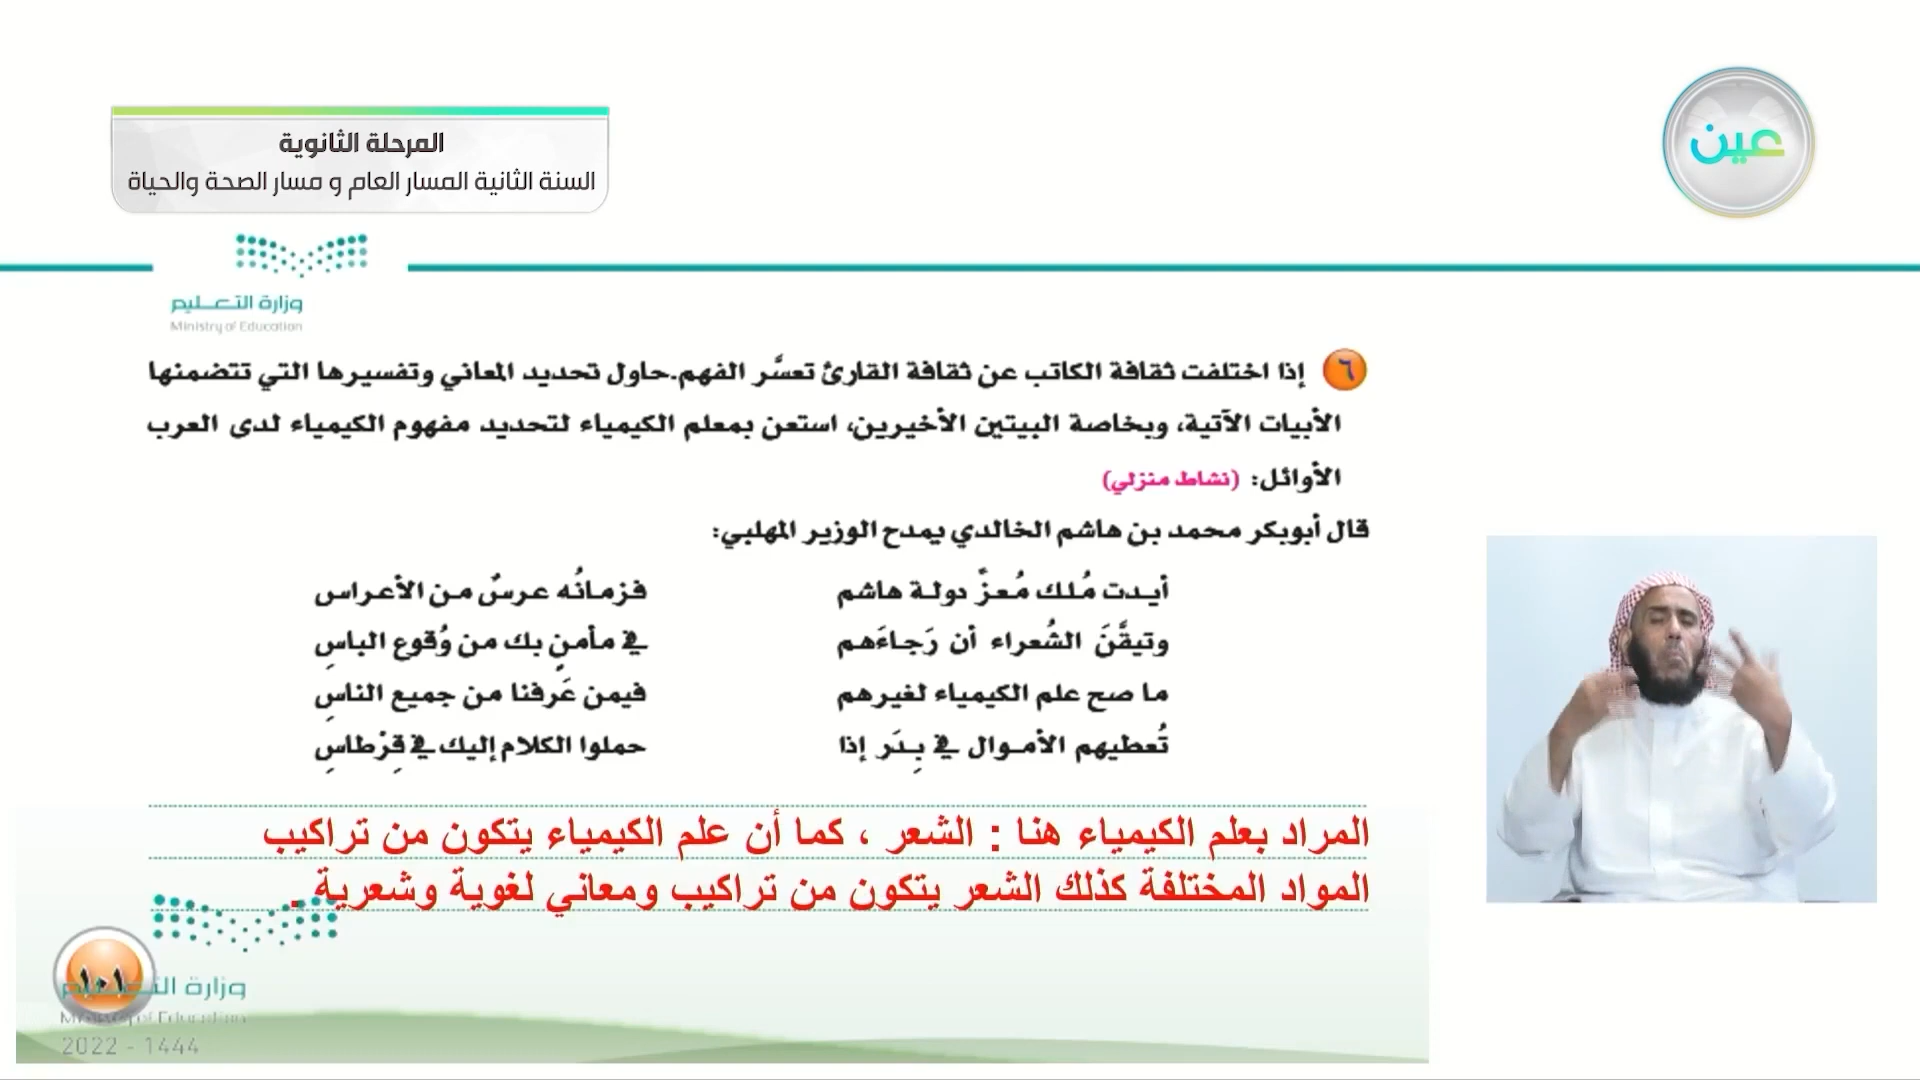 المرحلة الثانوية
السنة الثانية المسار العام و مسار الصحة والحياة
عين
وزارة التعليم
Ministry of Education
٦ إذا اختلفت ثقافة الكاتب عن ثقافة القارئ تعسَّر الفهم.حاول تحديد المعاني وتفسيرها التي تتضمنها
الأبيات الآتية، وبخاصة البيتين الأخيرين، استعن بمعلم الكيمياء لتحديد مفهوم الكيمياء لدى العرب
الأوائل: (نشاط منزلي)
قال أبوبكر محمد بن هاشم الخالدي يمدح الوزير المهلبي:
أيدت مُلك مُعزِّ دولة هاشم فزمانُه عرسٌ من الأعراس
وتيقَّنَ الشُعراء أن رَجاءَهم في مأمنٍ بك من وُقوع الباسِ
ما صح علم الكيمياء لغيرهم فيمن عَرفنا من جميع الناسِ
تُعطيهم الأموال في بِدَر إذا حملوا الكلام إليك في قِرْطاسِ
المراد بعلم الكيمياء هنا : الشعر ، كما أن علم الكيمياء يتكون من تراكيب
المواد المختلفة كذلك الشعر يتكون من تراكيب ومعاني لغوية وشعرية .
١٠١
وزارة التعليم
Ministry of Education
2022 - 1444